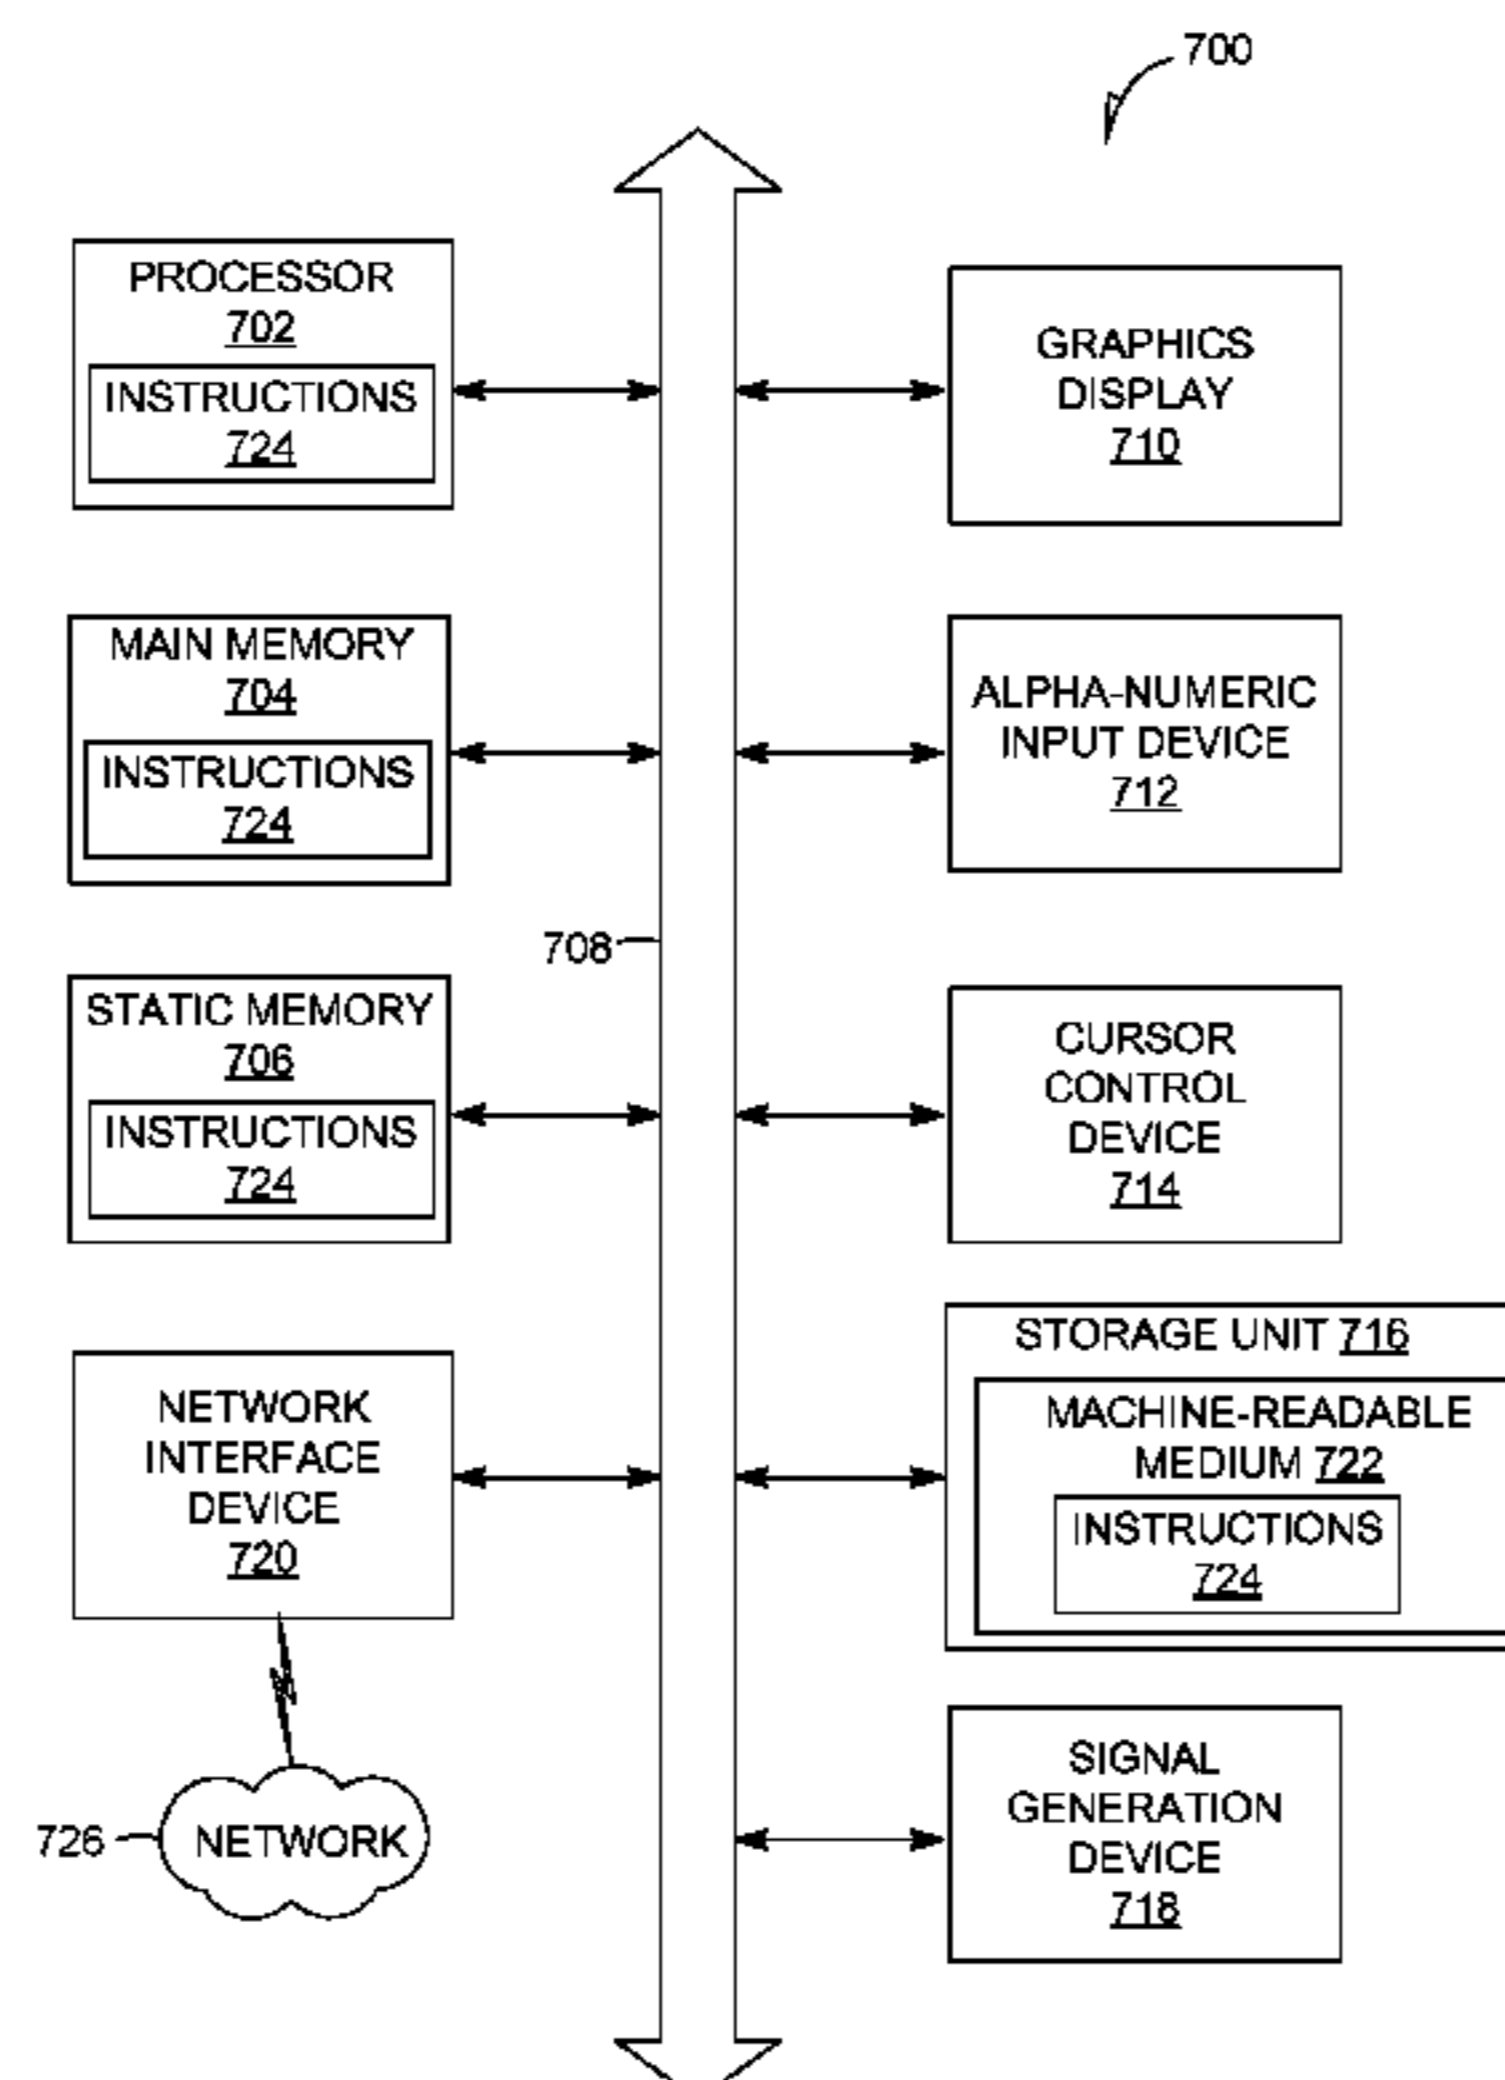 700
PROCESSOR
702
INSTRUCTIONS
724
GRAPHICS
DISPLAY
710
MAIN MEMORY
704
INSTRUCTIONS
724
ALPHA-NUMERIC
INPUT DEVICE
712
708
STATIC MEMORY
706
INSTRUCTIONS
724
CURSOR
CONTROL
DEVICE
714
NETWORK
INTERFACE
DEVICE
720
STORAGE UNIT 716
MACHINE-READABLE
MEDIUM 722
INSTRUCTIONS
724
726
NETWORK
SIGNAL
GENERATION
DEVICE
718